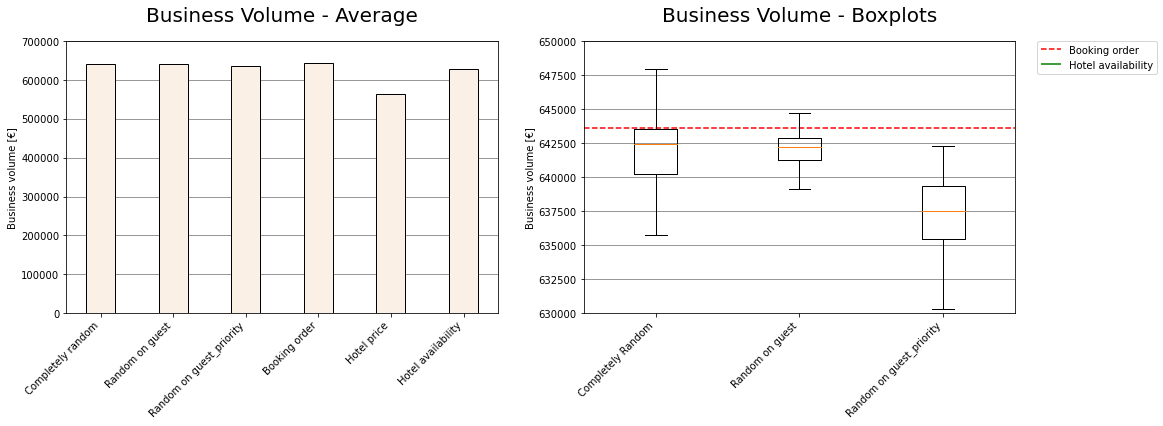 Business Volume - Average
Business volume [€]
700000
600000
500000
400000
300000
200000
100000
0
Completely random
Random on guest
Random on guest_priority
Booking order
Hotel price
Hotel availability
Business Volume - Boxplots
Business volume [€]
650000
647500
645000
642500
640000
637500
635000
632500
630000
Completely Random
Random on guest
Random on guest_priority
Booking order
Hotel availability